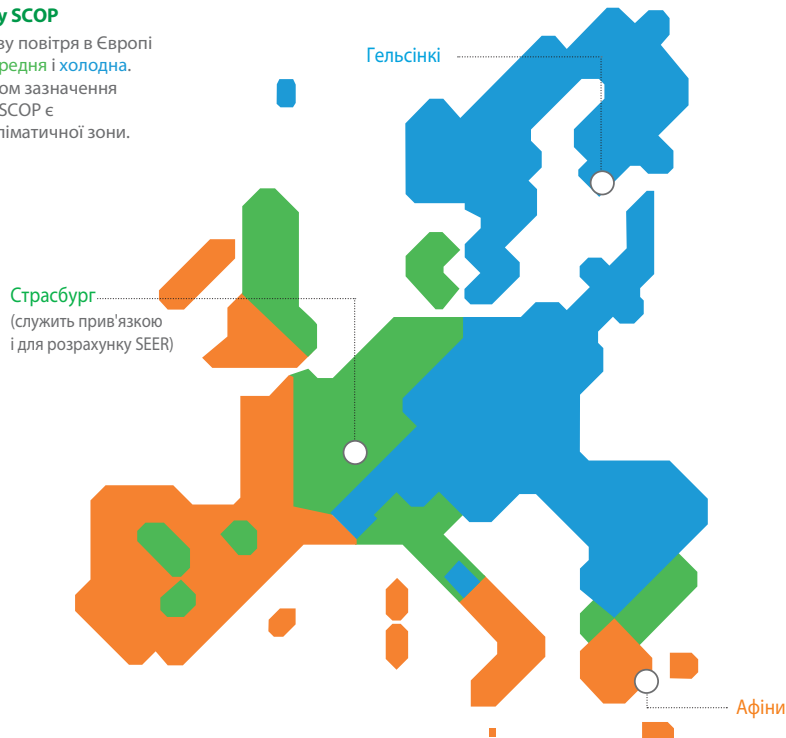 у SCOP
ву повітря в Європі
редня і холодна.
ом зазначення
SCOP є
ліматичної зони.
Гельсінкі
Страсбург
(служить прив'язкою
і для розрахунку SEER)
Афіни